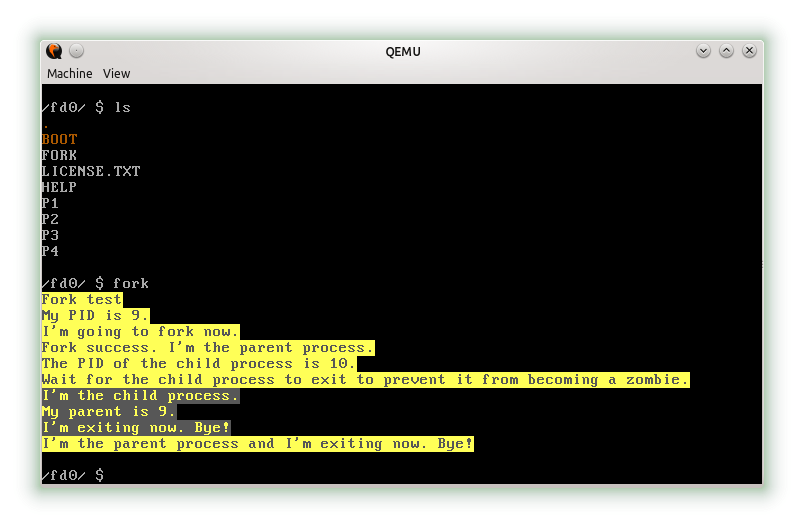 QEMU
Machine View
/fd0/ $ ls
.
BOOT
FORK
LICENSE.TXT
HELP
P1
P2
P3
P4
/fd0/ $ fork
Fork test
My PID is 9.
I'm going to fork now.
Fork success. I'm the parent process.
The PID of the child process is 10.
Wait for the child process to exit to prevent it from becoming a zombie.
I'm the child process.
My parent is 9.
I'm exiting now. Bye!
I'm the parent process and I'm exiting now. Bye!
/fd0/ $